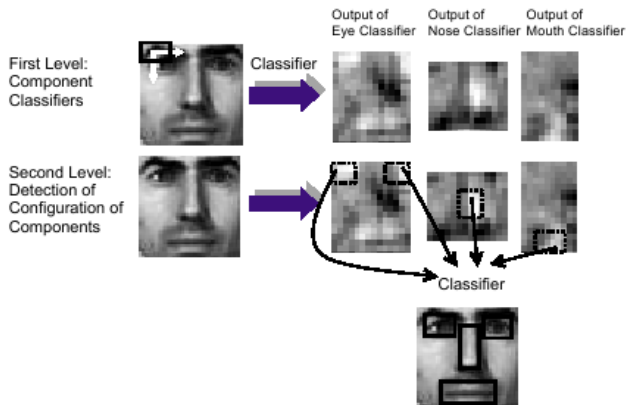 Output of
Eye Classifier
Output of
Nose Classifier
Output of
Mouth Classifier
First Level:
Component
Classifiers
Classifier
Second Level:
Detection of
Configuration of
Components
Classifier